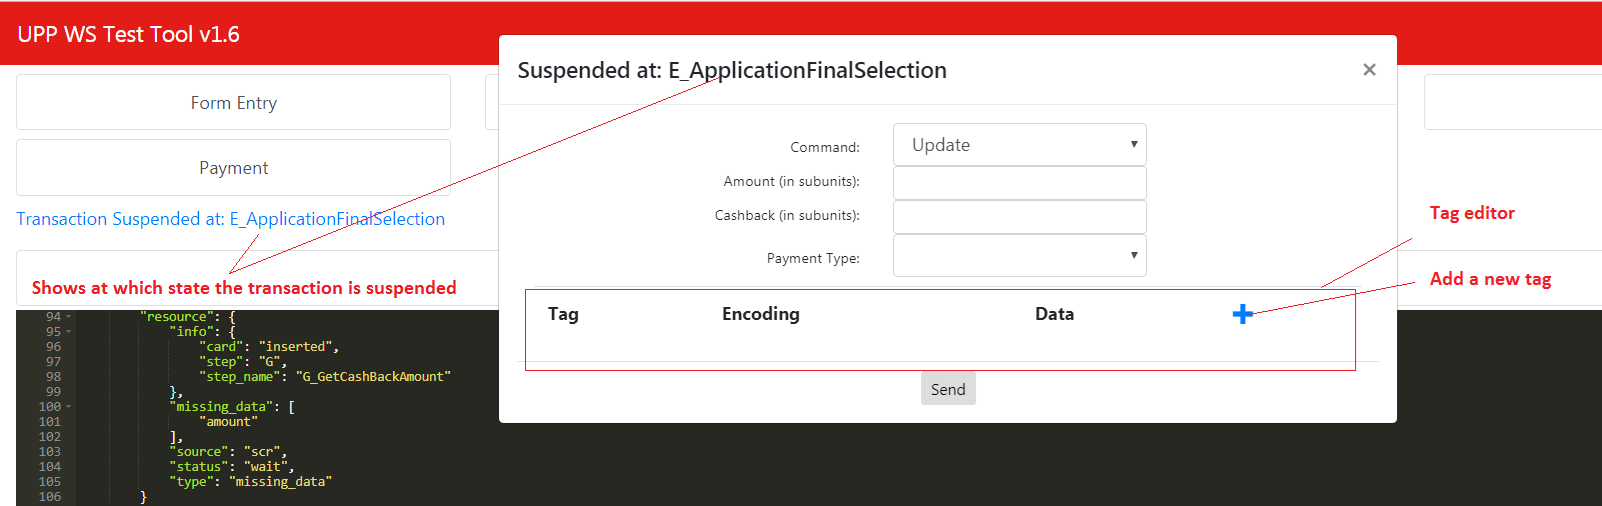 UPP WS Test Tool v1.6
Suspended at: E_ApplicationFinalSelection
×
Form Entry
Payment
Transaction Suspended at: E_ApplicationFinalSelection
Shows at which state the transaction is suspended
Command:
Update
Amount (in subunits):
Cashback (in subunits):
Payment Type:
Tag editor
Add a new tag
Tag Encoding Data
Send
94 "resource": {
95 "info": {
96 "card": "inserted",
97 "step": "G",
98 "step_name": "G_GetCashBackAmount"
99 },
100 "missing_data": [
101 "amount"
102 ],
103 "source": "scr",
104 "status": "wait",
105 "type": "missing_data"
106 }